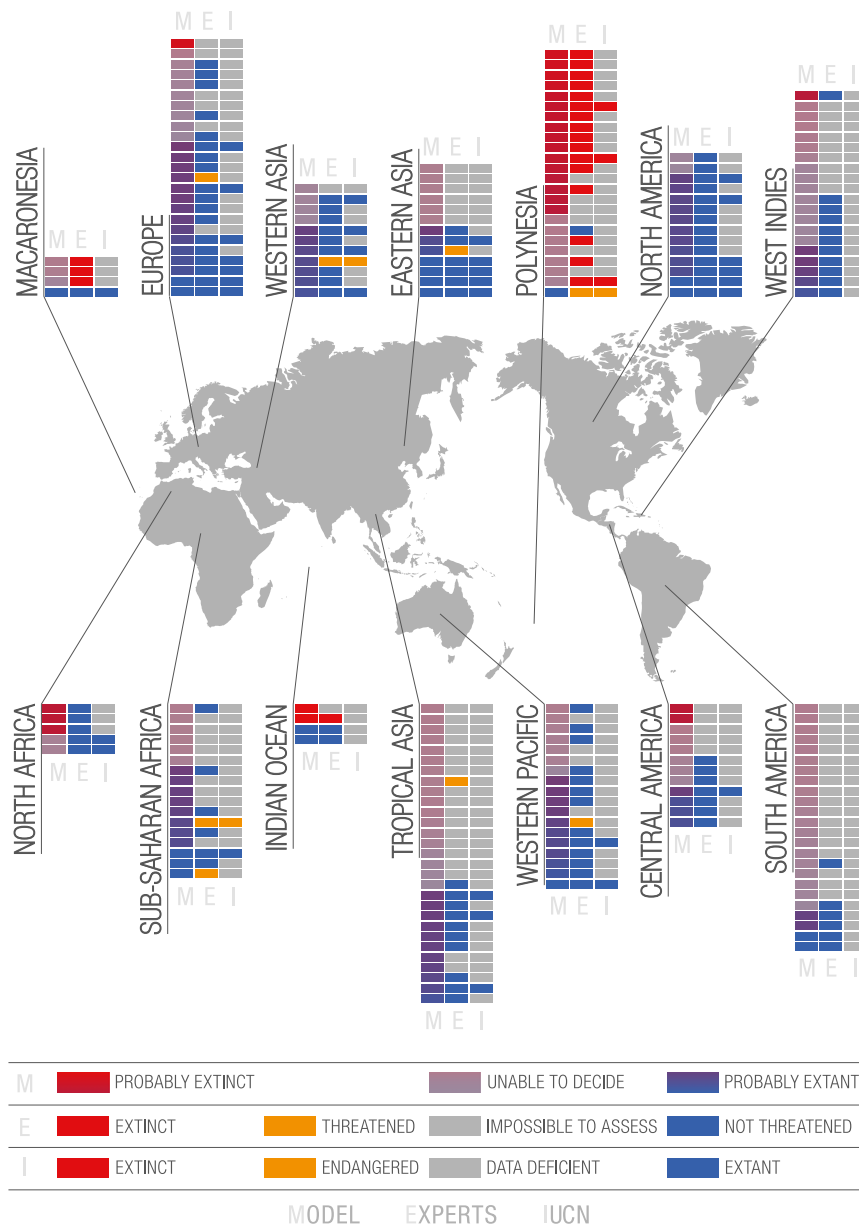 M E I
M E I
M E I
M E I
M E I
M E I
M E I
M E I
MACARONESIA
EUROPE
WESTERN ASIA
EASTERN ASIA
POLYNESIA
NORTH AMERICA
WEST INDIES
NORTH AFRICA
SUB-SAHARAN AFRICA
INDIAN OCEAN
TROPICAL ASIA
WESTERN PACIFIC
CENTRAL AMERICA
SOUTH AMERICA
M E I
M E I
M E I
M E I
M E I
M E I
M E I
M PROBABLY EXTINCT UNABLE TO DECIDE PROBABLY EXTANT
E EXTINCT THREATENED IMPOSSIBLE TO ASSESS NOT THREATENED
I EXTINCT ENDANGERED DATA DEFICIENT EXTANT
MODEL EXPERTS IUCN